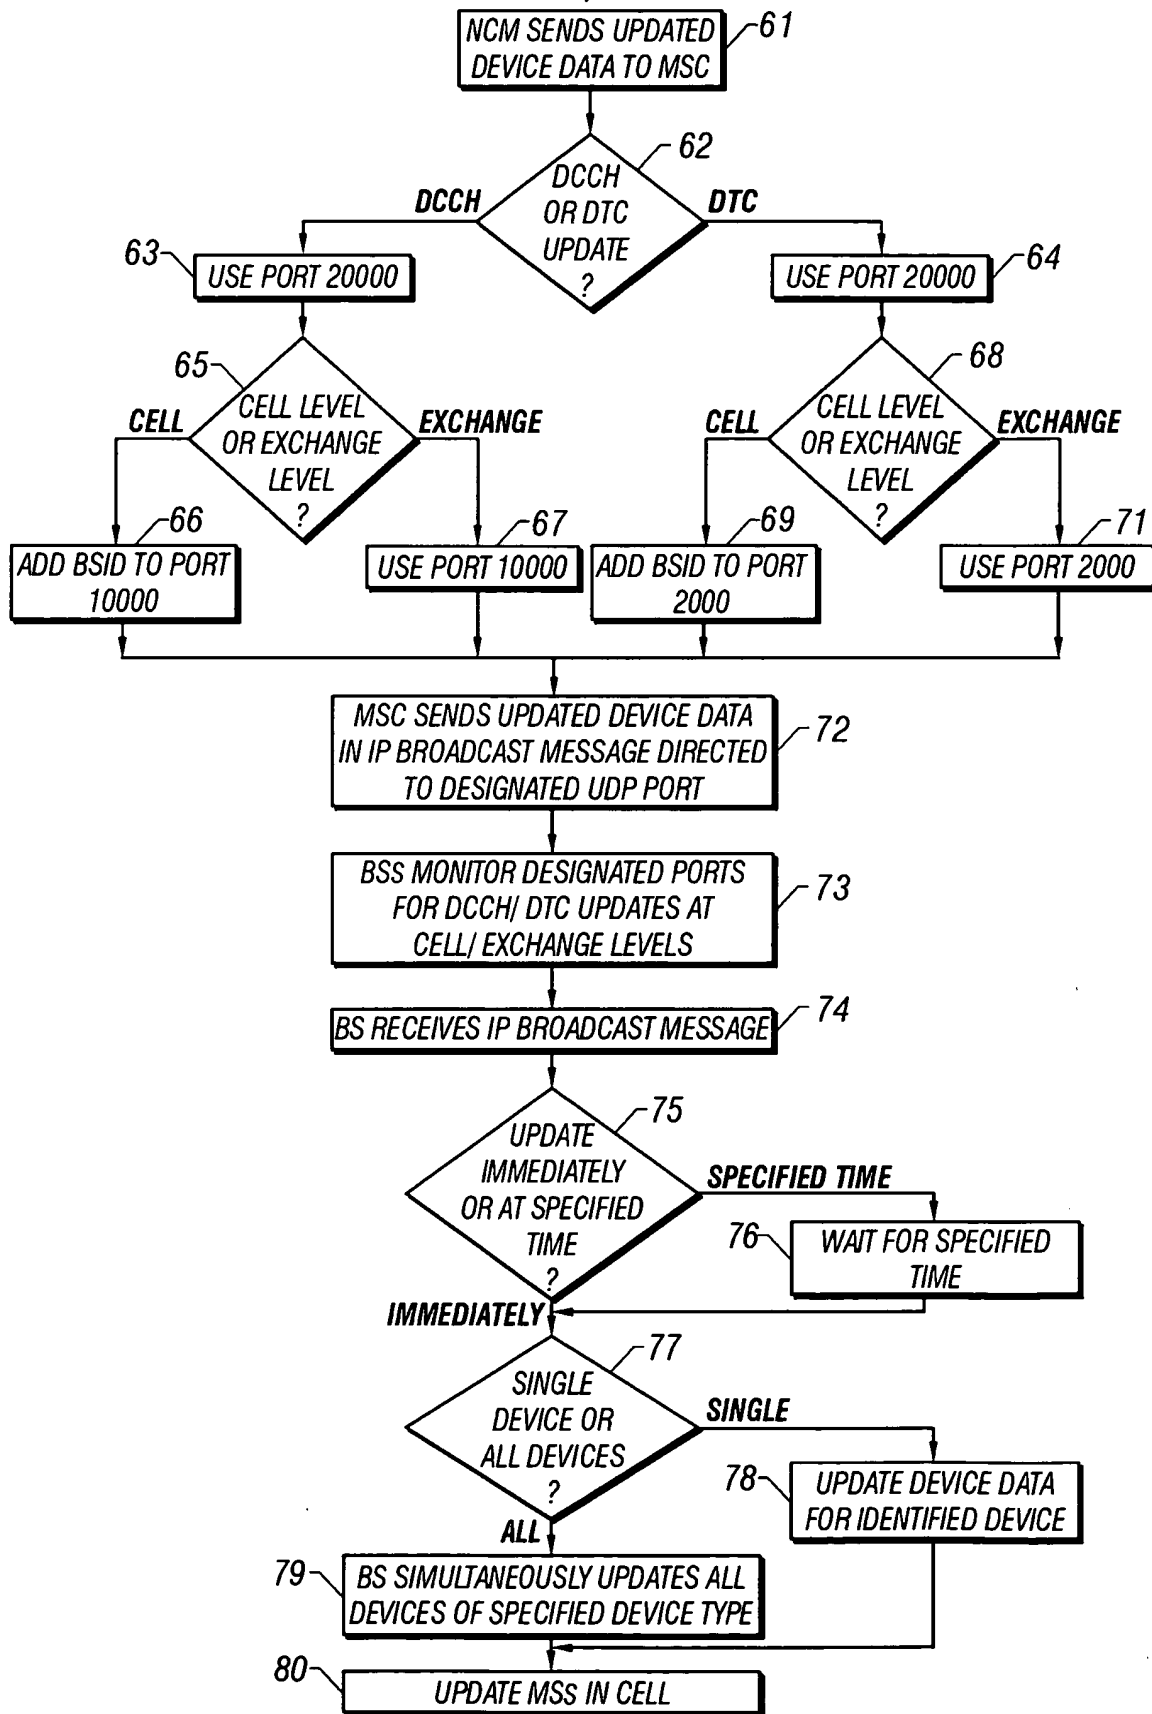 NCM SENDS UPDATED
DEVICE DATA TO MSC
61
62
DCCH
OR DTC
UPDATE
?
DCCH
DTC
63
USE PORT 20000
USE PORT 20000
64
65
CELL LEVEL
OR EXCHANGE
LEVEL
?
CELL
EXCHANGE
68
CELL LEVEL
OR EXCHANGE
LEVEL
?
CELL
EXCHANGE
66
ADD BSID TO PORT
10000
67
USE PORT 10000
69
ADD BSID TO PORT
2000
71
USE PORT 2000
MSC SENDS UPDATED DEVICE DATA
IN IP BROADCAST MESSAGE DIRECTED
TO DESIGNATED UDP PORT
72
BSs MONITOR DESIGNATED PORTS
FOR DCCH/ DTC UPDATES AT
CELL/ EXCHANGE LEVELS
73
BS RECEIVES IP BROADCAST MESSAGE
74
75
UPDATE
IMMEDIATELY
OR AT SPECIFIED
TIME
?
SPECIFIED TIME
76
WAIT FOR SPECIFIED
TIME
IMMEDIATELY
77
SINGLE
DEVICE OR
ALL DEVICES
?
SINGLE
78
UPDATE DEVICE DATA
FOR IDENTIFIED DEVICE
ALL
79
BS SIMULTANEOUSLY UPDATES ALL
DEVICES OF SPECIFIED DEVICE TYPE
80
UPDATE MSs IN CELL